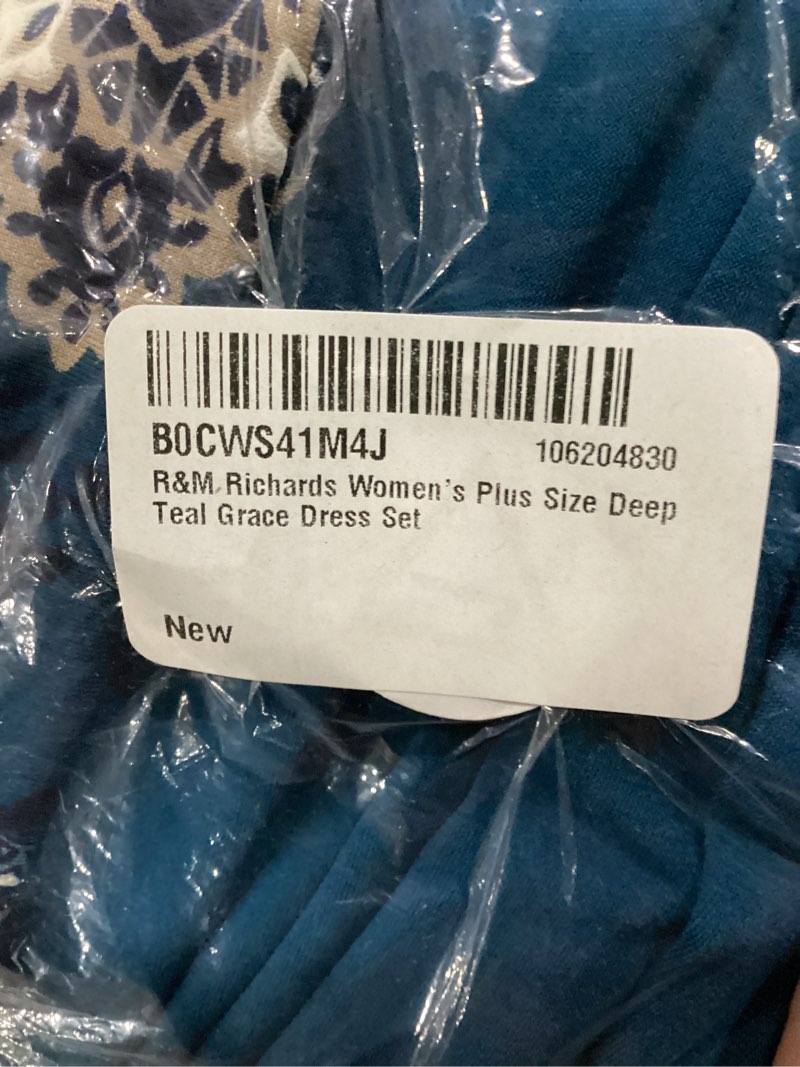 B0CWS41M4J 106204830
R&M Richards Women's Plus Size Deep
Teal Grace Dress Set
New